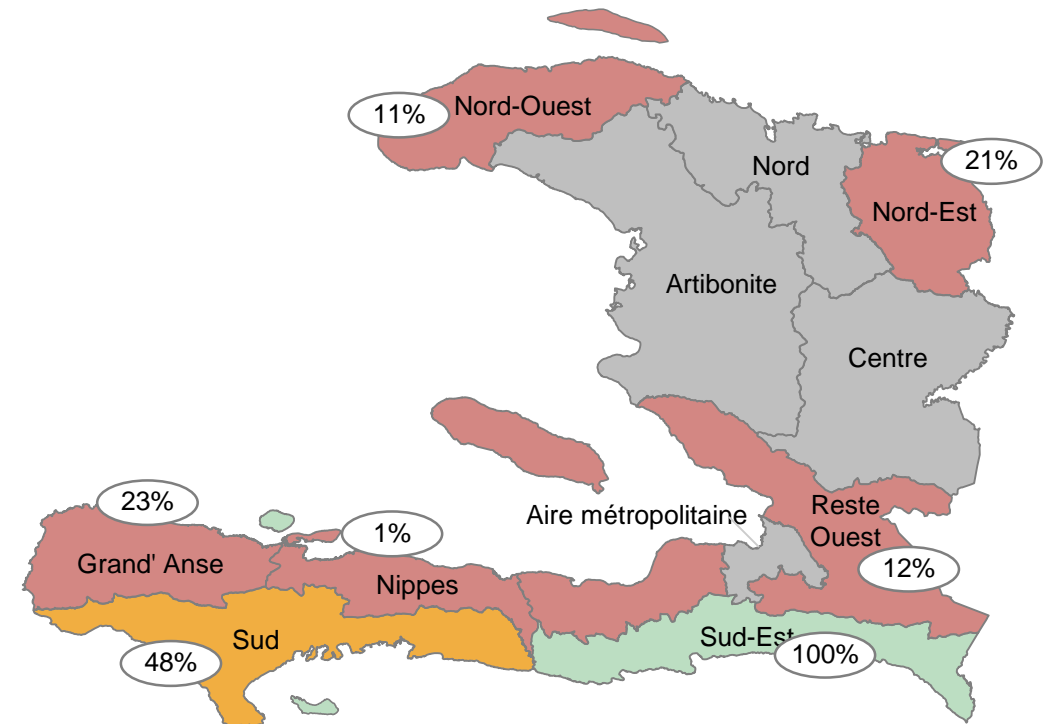 11%
Nord-Ouest
Nord
21%
Nord-Est
Artibonite
Centre
23%
Aire métropolitaine
Reste
Ouest
1%
Grand' Anse
12%
Nippes
Sud
Sud-Est
48%
100%